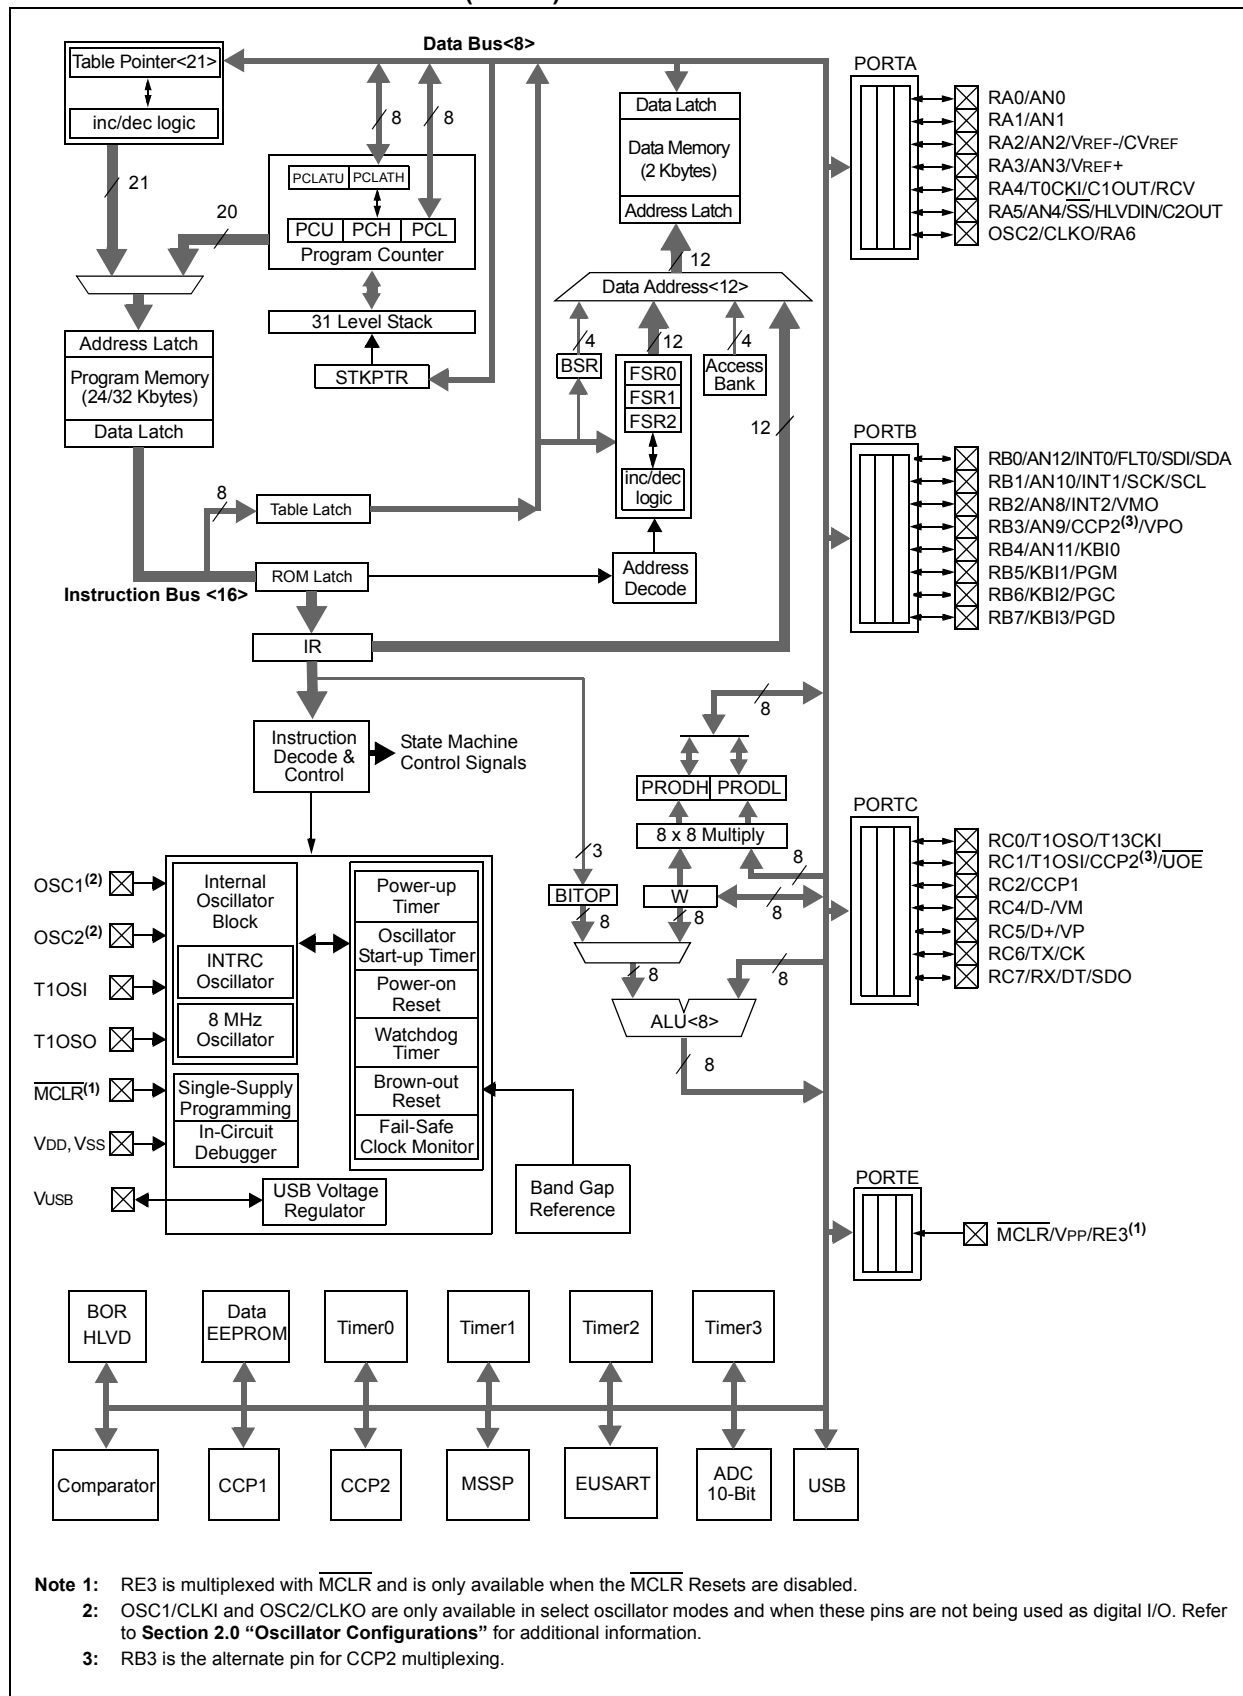 Data Bus<8>
Table Pointer<21>
inc/dec logic
21
20
8
8
PCLATU PCLATH
PCU PCH PCL
Program Counter
31 Level Stack
STKPTR
Address Latch
Program Memory
(24/32 Kbytes)
Data Latch
8
Table Latch
ROM Latch
Instruction Bus <16>
IR
Data Latch
Data Memory
(2 Kbytes)
Address Latch
12
Data Address<12>
4
12
4
BSR
FSR0
FSR1
FSR2
inc/dec
logic
Access
Bank
12
Address
Decode
Instruction
Decode &
Control
State Machine
Control Signals
8
PRODH PRODL
8 x 8 Multiply
3
8
BITOP
W
8
8
8
8
8
ALU<8>
8
OSC1(2)
OSC2(2)
T1OSI
T1OSO
MCLR(1)
VDD, VSS
VUSB
Internal
Oscillator
Block
INTRC
Oscillator
8 MHz
Oscillator
Single-Supply
Programming
In-Circuit
Debugger
Power-up
Timer
Oscillator
Start-up Timer
Power-on
Reset
Watchdog
Timer
Brown-out
Reset
Fail-Safe
Clock Monitor
USB Voltage
Regulator
Band Gap
Reference
PORTA
RA0/AN0
RA1/AN1
RA2/AN2/VREF-/CVREF
RA3/AN3/VREF+
RA4/T0CKI/C1OUT/RCV
RA5/AN4/SS/HLVDIN/C2OUT
OSC2/CLKO/RA6
PORTB
RB0/AN12/INT0/FLT0/SDI/SDA
RB1/AN10/INT1/SCK/SCL
RB2/AN8/INT2/VMO
RB3/AN9/CCP2(3)/VPO
RB4/AN11/KBI0
RB5/KBI1/PGM
RB6/KBI2/PGC
RB7/KBI3/PGD
PORTC
RC0/T1OSO/T13CKI
RC1/T1OSI/CCP2(3)/UOE
RC2/CCP1
RC4/D-/VM
RC5/D+/VP
RC6/TX/CK
RC7/RX/DT/SDO
PORTE
MCLR/VPP/RE3(1)
BOR
HLVD
Data
EEPROM
Timer0
Timer1
Timer2
Timer3
Comparator
CCP1
CCP2
MSSP
EUSART
ADC
10-Bit
USB
Note 1: RE3 is multiplexed with MCLR and is only available when the MCLR Resets are disabled.
2: OSC1/CLKI and OSC2/CLKO are only available in select oscillator modes and when these pins are not being used as digital I/O. Refer
to Section 2.0 “Oscillator Configurations” for additional information.
3: RB3 is the alternate pin for CCP2 multiplexing.